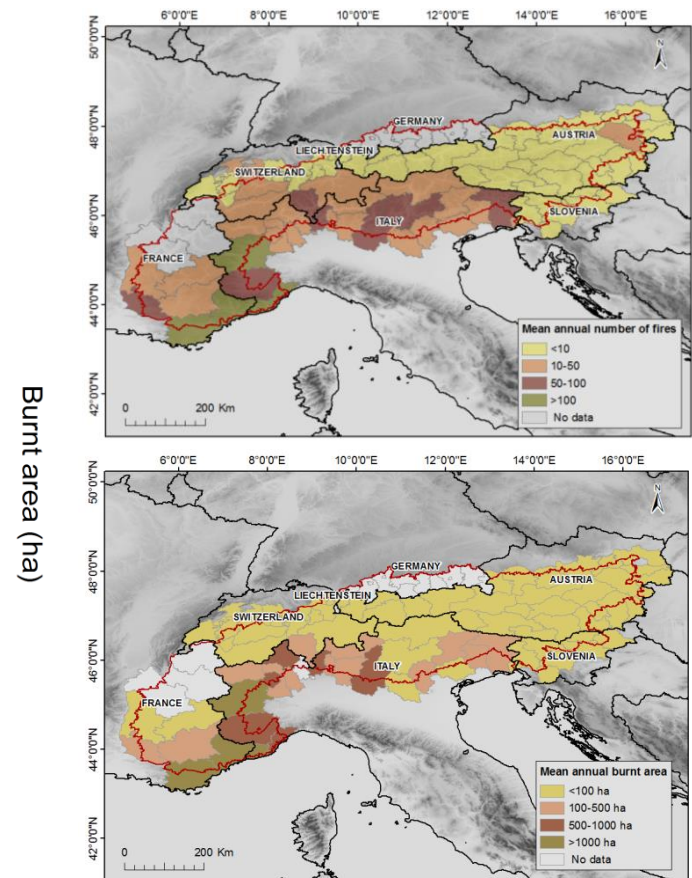 6°0'0"E 8°0'0"E 10°0'0"E 12°0'0"E 14°0'0"E 16°0'0"E
50°0'0"N
48°0'0"N
46°0'0"N
44°0'0"N
42°0'0"N
N
GERMANY
AUSTRIA
LIECHTENSTEIN
SWITZERLAND
ITALY
SLOVENIA
FRANCE
Mean annual number of fires
<10
10-50
50-100
>100
No data
0 200 Km
Burnt area (ha)
6°0'0"E 8°0'0"E 10°0'0"E 12°0'0"E 14°0'0"E 16°0'0"E
50°0'0"N
48°0'0"N
46°0'0"N
44°0'0"N
42°0'0"N
N
GERMANY
AUSTRIA
LIECHTENSTEIN
SWITZERLAND
ITALY
SLOVENIA
FRANCE
Mean annual burnt area
<100 ha
100-500 ha
500-1000 ha
>1000 ha
No data
0 200 Km